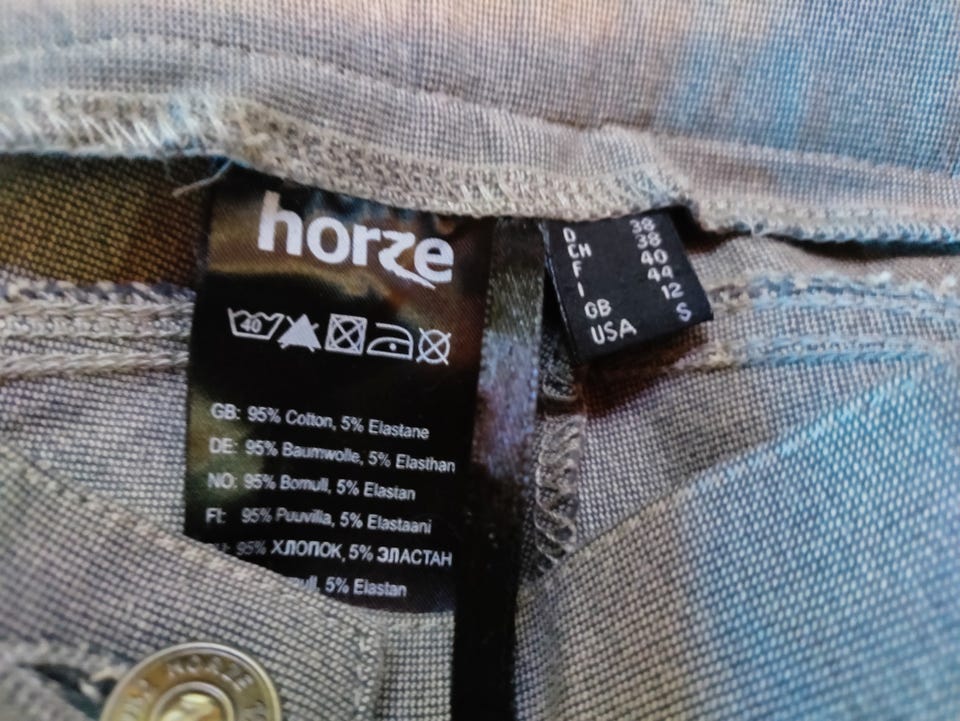 horze
40
GB: 95% Cotton, 5% Elastane
DE: 95% Baumwolle, 5% Elasthan
NO: 95% Bomull, 5% Elastan
FI: 95% Puuvilla, 5% Elastaani
95% ХЛОПОК, 5% ЭЛАСТАН
5% Elastan
D 38
CH 38
F 40
I 44
GB 12
USA S
HORZE